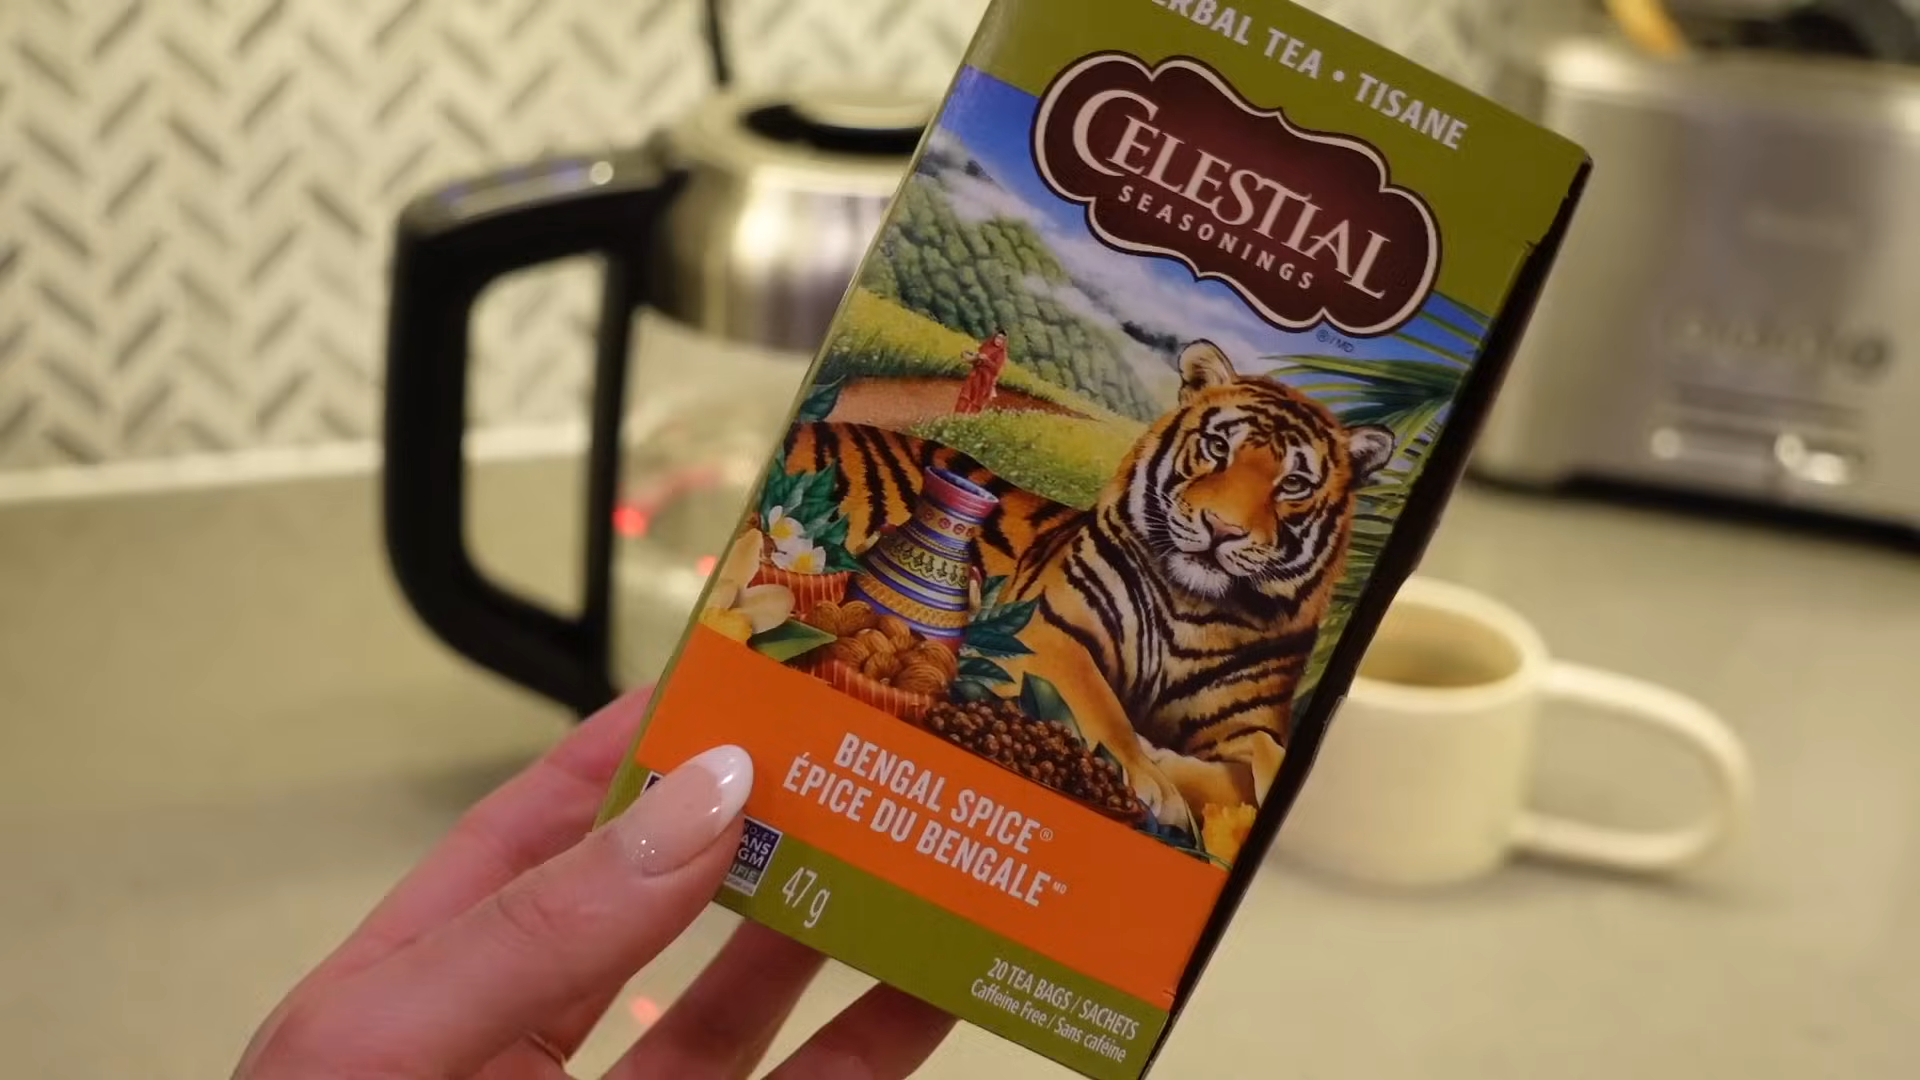 TEA • TISANE
CELESTIAL
SEASONINGS
®/MD
BENGAL SPICE®
ÉPICE DU BENGALE MD
47 g
20 TEA BAGS / SACHETS
Caffeine Free / Sans caféine